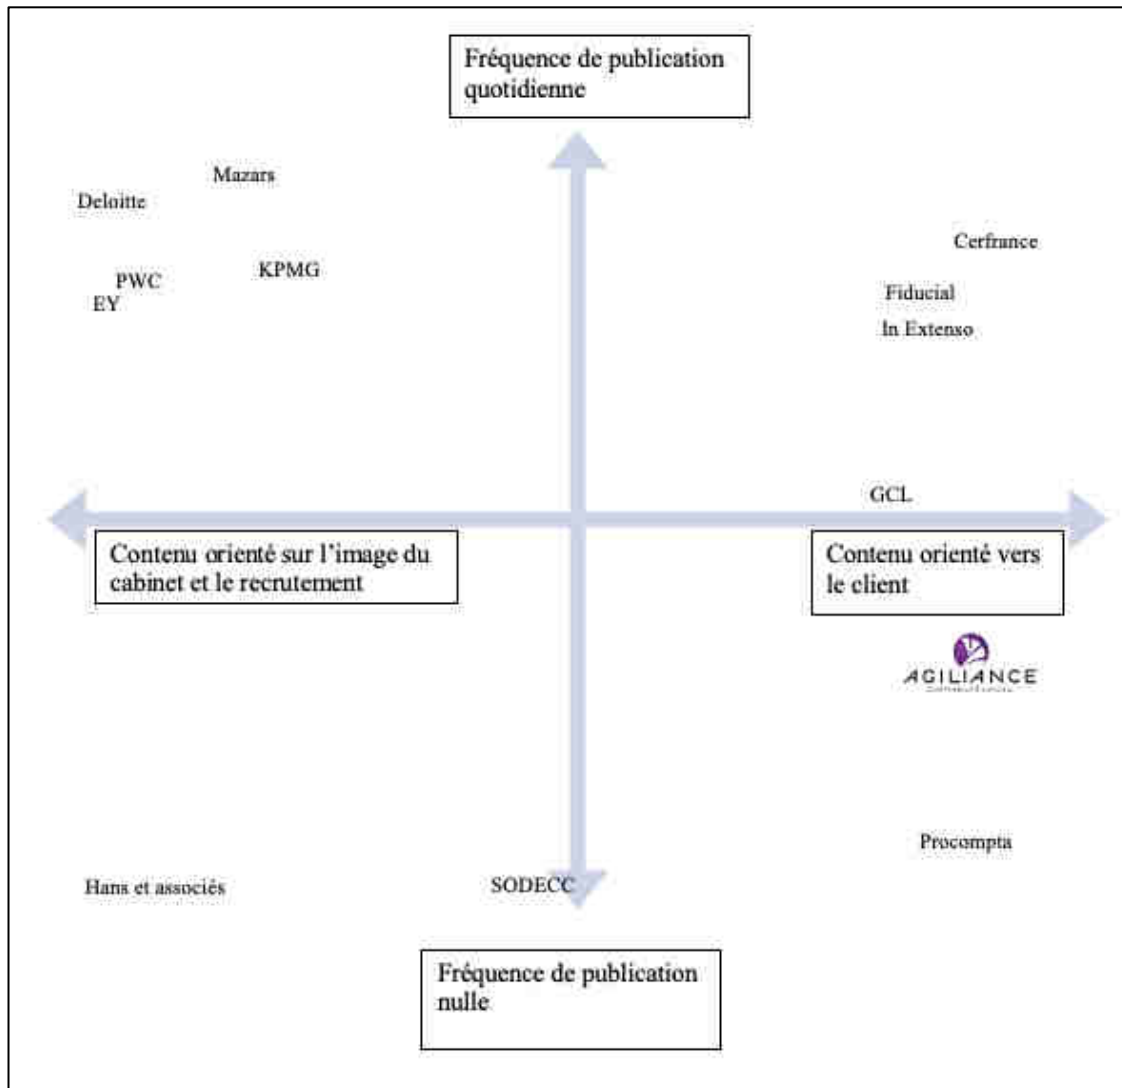 Fréquence de publication
quotidienne
Mazars
Deloitte
Cerfrance
KPMG
PWC
EY
Fiducial
In Extenso
GCL
Contenu orienté sur l'image du
cabinet et le recrutement
Contenu orienté vers
le client
AGILIANCE
Procompta
Hans et associés
SODECC
Fréquence de publication
nulle